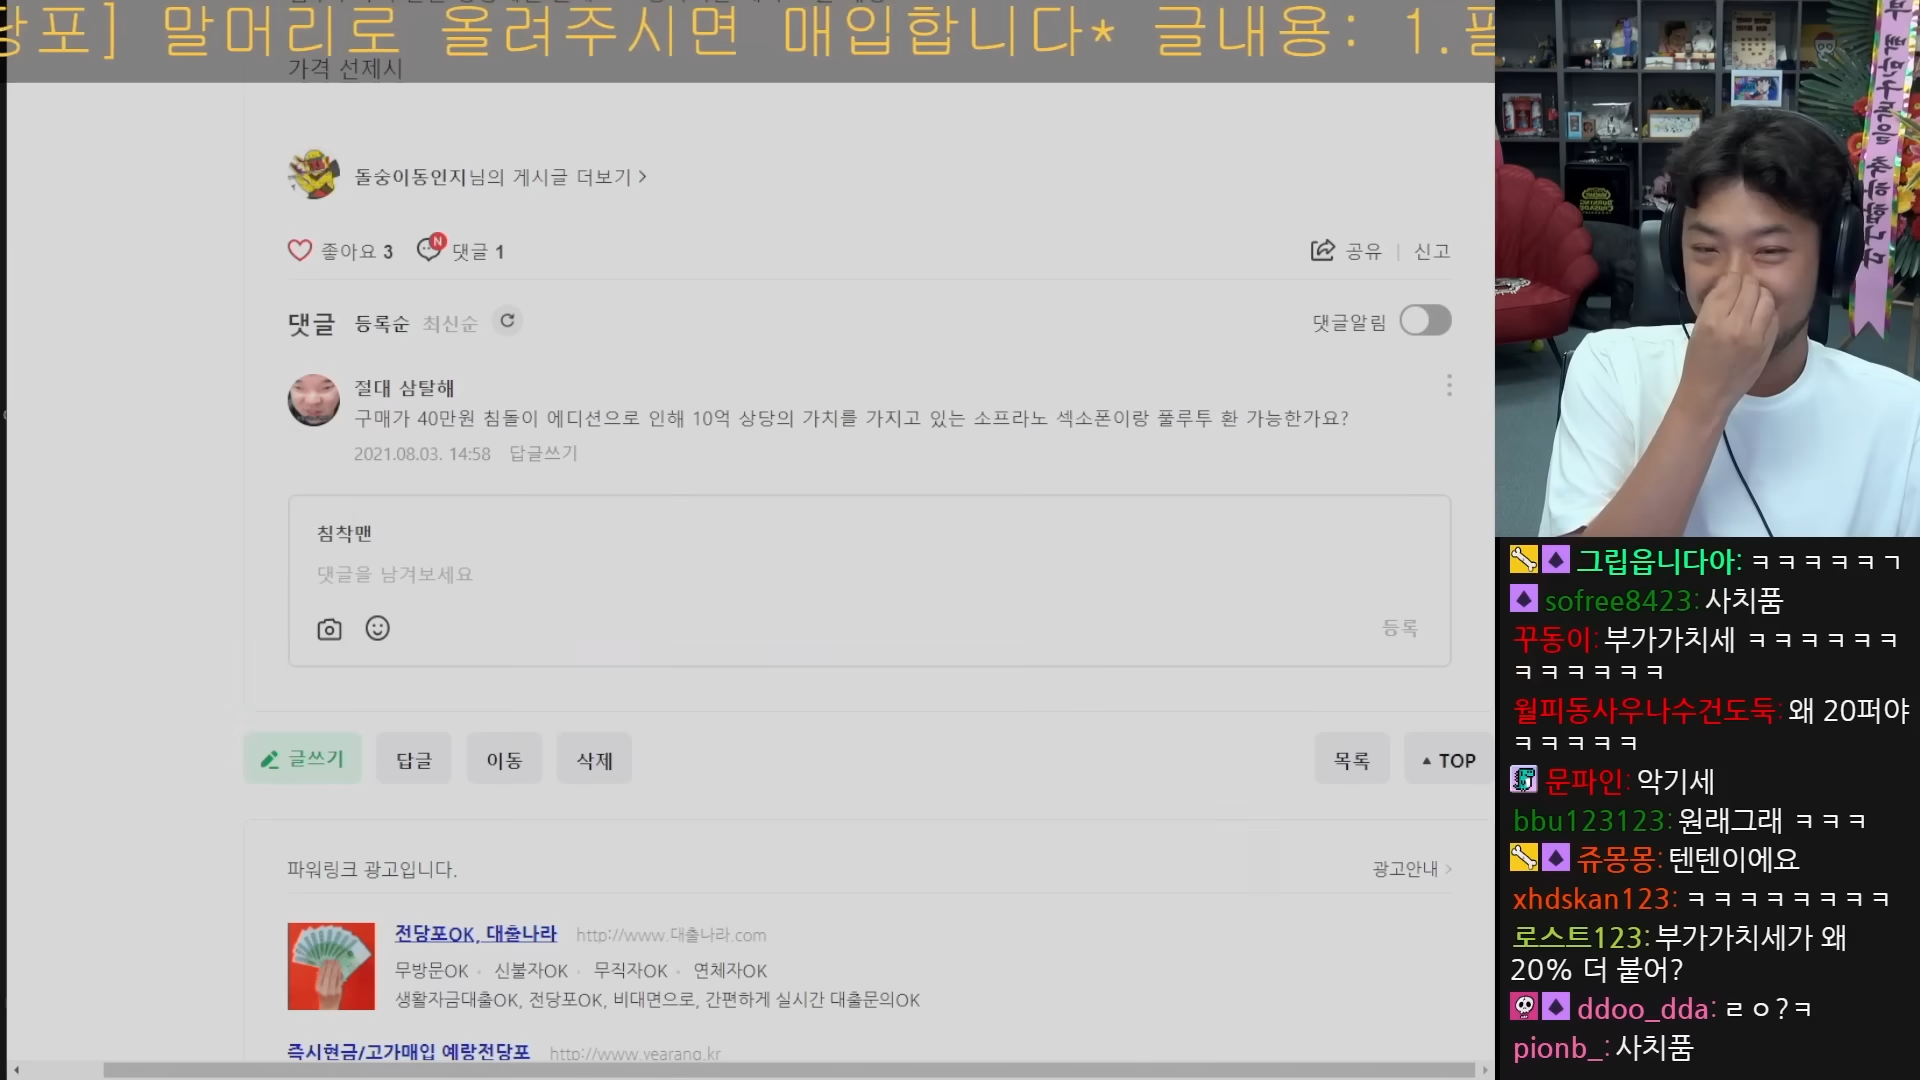 당포] 말머리로 올려주시면 매입합니다* 글내용: 1.필
가격 선제시
돌숭이동인지님의 게시글 더보기 >
좋아요 3 N 댓글 1
공유 | 신고
댓글 등록순 최신순
댓글알림
절대 삼탈해
구매가 40만원 침돌이 에디션으로 인해 10억 상당의 가치를 가지고 있는 소프라노 섹소폰이랑 풀루투 환 가능한가요?
2021.08.03. 14:58 답글쓰기
침착맨
댓글을 남겨보세요
등록
글쓰기 답글 이동 삭제
목록 ▲ TOP
파워링크 광고입니다.
광고안내 >
전당포OK, 대출나라 http://www.대출나라.com
무방문OK · 신불자OK · 무직자OK · 연체자OK
생활자금대출OK, 전당포OK, 비대면으로, 간편하게 실시간 대출문의OK
즉시현금/고가매입 예랑전당포 http://www.yearang.kr
그립읍니다아: ㅋㅋㅋㅋㅋㄱ
sofree8423: 사치품
꾸동이: 부가가치세 ㅋㅋㅋㅋㅋㅋ
ㅋㅋㅋㅋㅋㅋ
월피동사우나수건도둑: 왜 20퍼야
ㅋㅋㅋㅋㅋ
문파인: 악기세
bbu123123: 원래그래 ㅋㅋㅋ
쥬몽몽: 텐텐이에요
xhdskan123: ㅋㅋㅋㅋㅋㅋㅋㅋ
로스트123: 부가가치세가 왜
20% 더 붙어?
ddoo_dda: ㄹㅇ?ㅋ
pionb_: 사치품